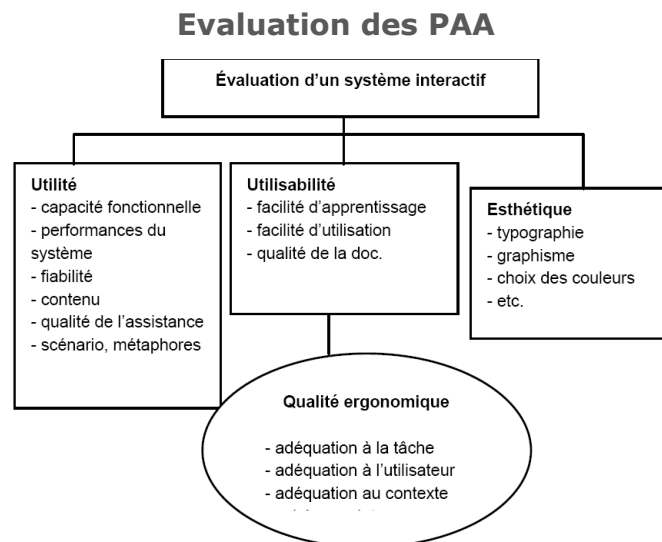 Evaluation des PAA
Évaluation d’un système interactif
Utilité
- capacité fonctionnelle
- performances du
système
- fiabilité
- contenu
- qualité de l’assistance
- scénario, métaphores
Utilisabilité
- facilité d’apprentissage
- facilité d’utilisation
- qualité de la doc.
Esthétique
- typographie
- graphisme
- choix des couleurs
- etc.
Qualité ergonomique
- adéquation à la tâche
- adéquation à l’utilisateur
- adéquation au contexte